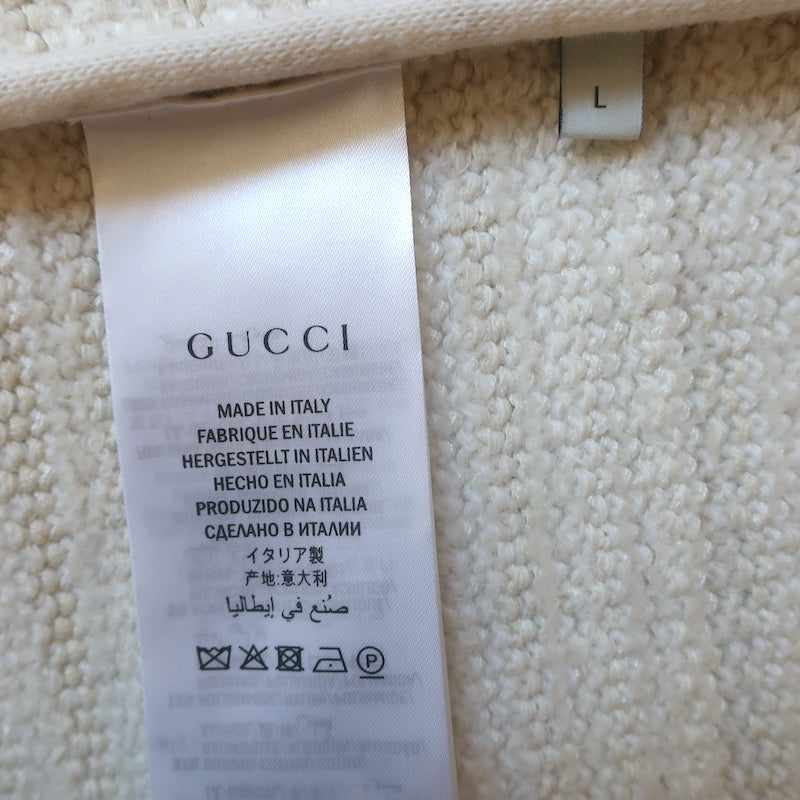 L
GUCCI
MADE IN ITALY
FABRIQUE EN ITALIE
HERGESTELLT IN ITALIEN
HECHO EN ITALIA
PRODUZIDO NA ITALIA
СДЕЛАНО В ИТАЛИИ
イタリア製
产地:意大利
صُنع في إيطاليا
P